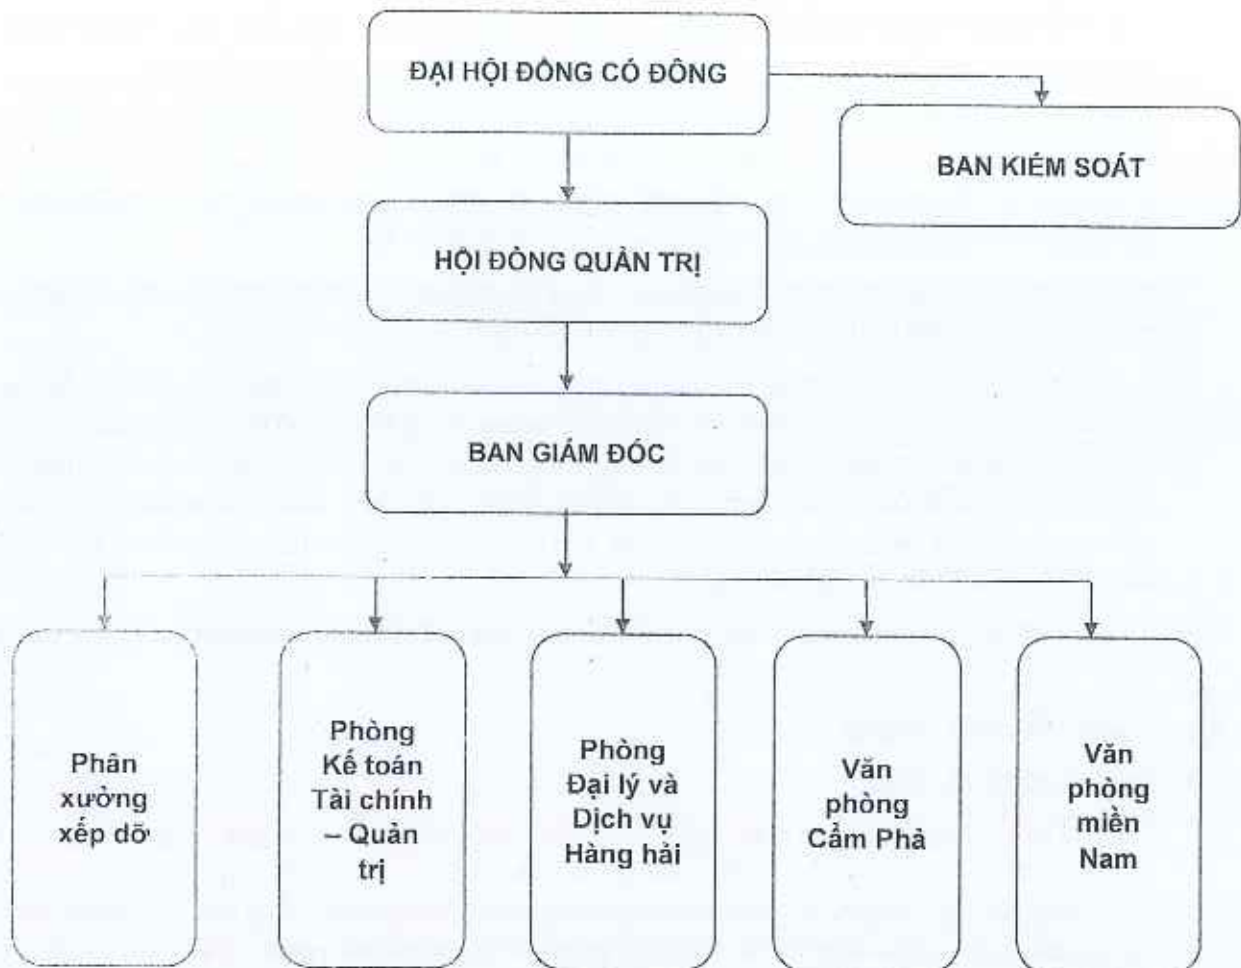 ĐẠI HỘI ĐỒNG CÓ ĐÔNG
BAN KIỂM SOÁT
HỘI ĐỒNG QUẢN TRỊ
BAN GIÁM ĐÓC
Phân
xưởng
xếp dỡ
Phòng
Kế toán
Tài chính
– Quản
trị
Phòng
Đại lý và
Dịch vụ
Hàng hải
Văn
phòng
Cẩm Phả
Văn
phòng
miền
Nam